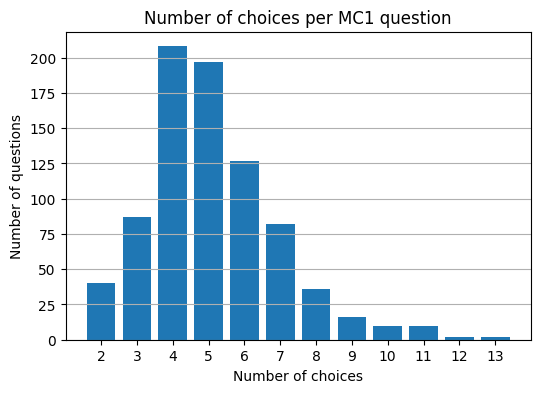 Number of choices per MC1 question
Number of questions
200
175
150
125
100
75
50
25
0
2 3 4 5 6 7 8 9 10 11 12 13
Number of choices